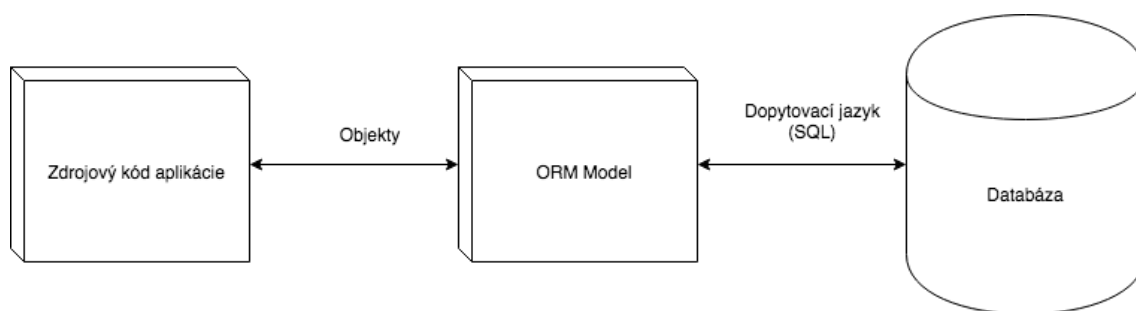 Zdrojový kód aplikácie
Objekty
ORM Model
Dopytovací jazyk
(SQL)
Databáza